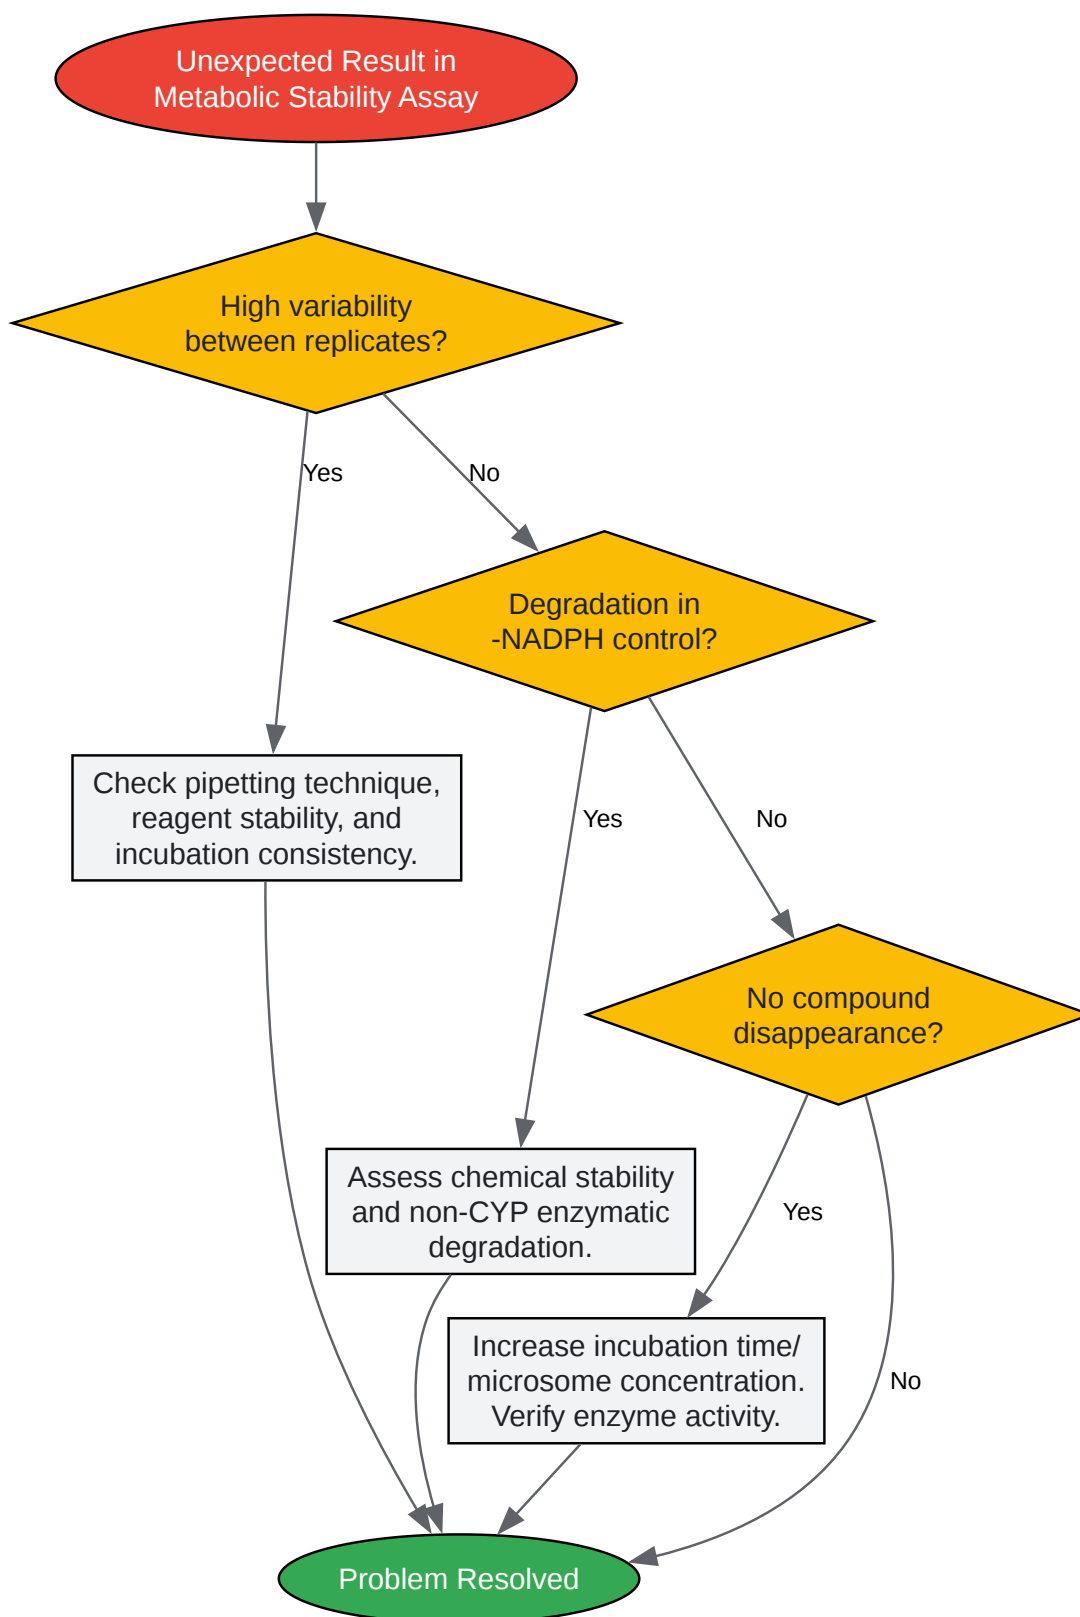 Unexpected Result in
Metabolic Stability Assay
High variability
between replicates?
Yes
No
Degradation in
-NADPH control?
Check pipetting technique,
reagent stability, and
incubation consistency.
Yes
No
No compound
disappearance?
Assess chemical stability
and non-CYP enzymatic
degradation.
Yes
Increase incubation time/
microsome concentration.
Verify enzyme activity.
No
Problem Resolved